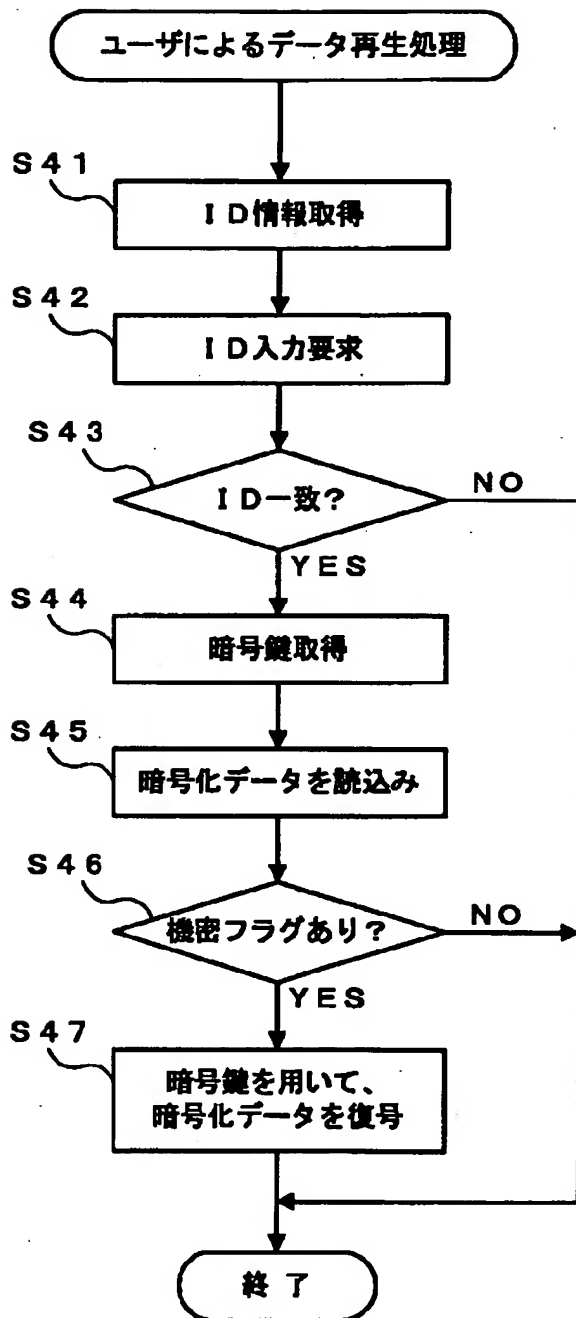 ユーザによるデータ再生処理
S41
ID情報取得
S42
ID入力要求
S43
ID一致?
NO
YES
S44
暗号鍵取得
S45
暗号化データを読込み
S46
機密フラグあり?
NO
YES
S47
暗号鍵を用いて、
暗号化データを復号
終了